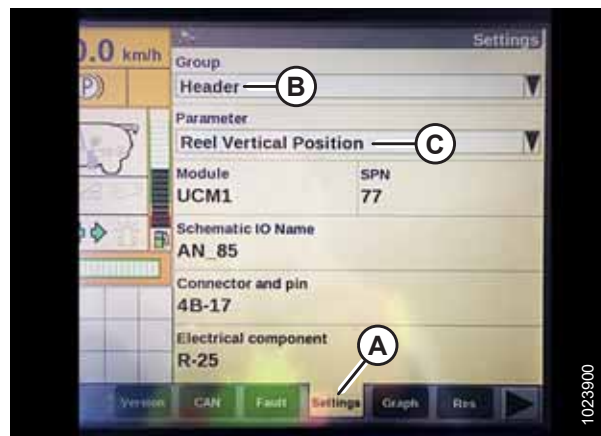 0.0 km/h
Settings
Group
Header
B
Parameter
Reel Vertical Position
C
Module
SPN
UCM1
77
Schematic IO Name
AN_85
Connector and pin
4B-17
Electrical component
R-25
A
Version CAN Fault Settings Graph Res
1023900